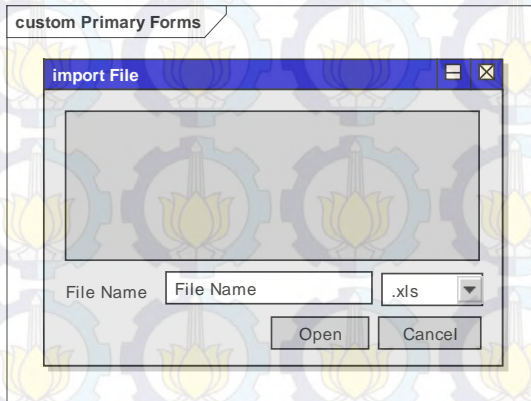 custom Primary Forms
import File
File Name
File Name
.xls
Open
Cancel